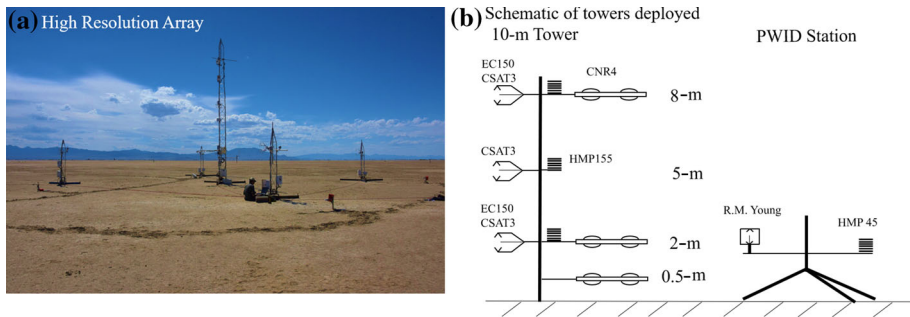 (a) High Resolution Array
(b) Schematic of towers deployed
10-m Tower
PWID Station
EC150
CSAT3
CNR4
8-m
CSAT3
HMP155
5-m
EC150
CSAT3
2-m
0.5-m
R.M. Young
HMP 45